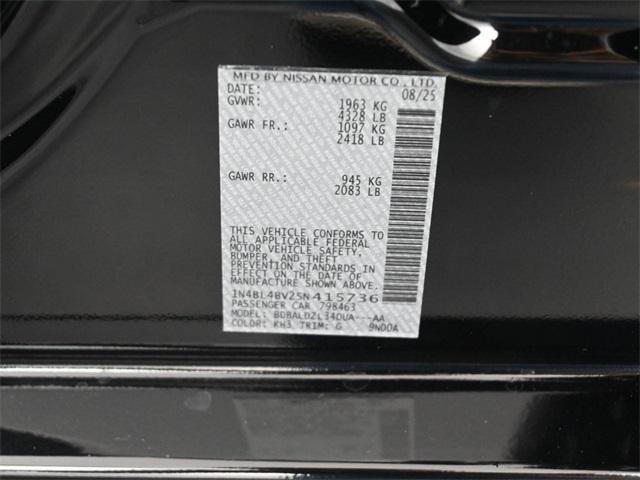 MFD BY NISSAN MOTOR CO., LTD.
DATE: 08/25
GVWR: 1963 KG
4328 LB
GAWR FR.: 1097 KG
2418 LB
GAWR RR.: 945 KG
2083 LB
THIS VEHICLE CONFORMS TO
ALL APPLICABLE FEDERAL
MOTOR VEHICLE SAFETY,
BUMPER, AND THEFT
PREVENTION STANDARDS IN
EFFECT ON THE DATE OF
MANUFACTURE SHOWN ABOVE.
1N4BL4BV2SN415736
PASSENGER CAR 798463
MODEL: BDBALDZL34DUA---AA
COLOR: KH3 TRIM: G 9N00A